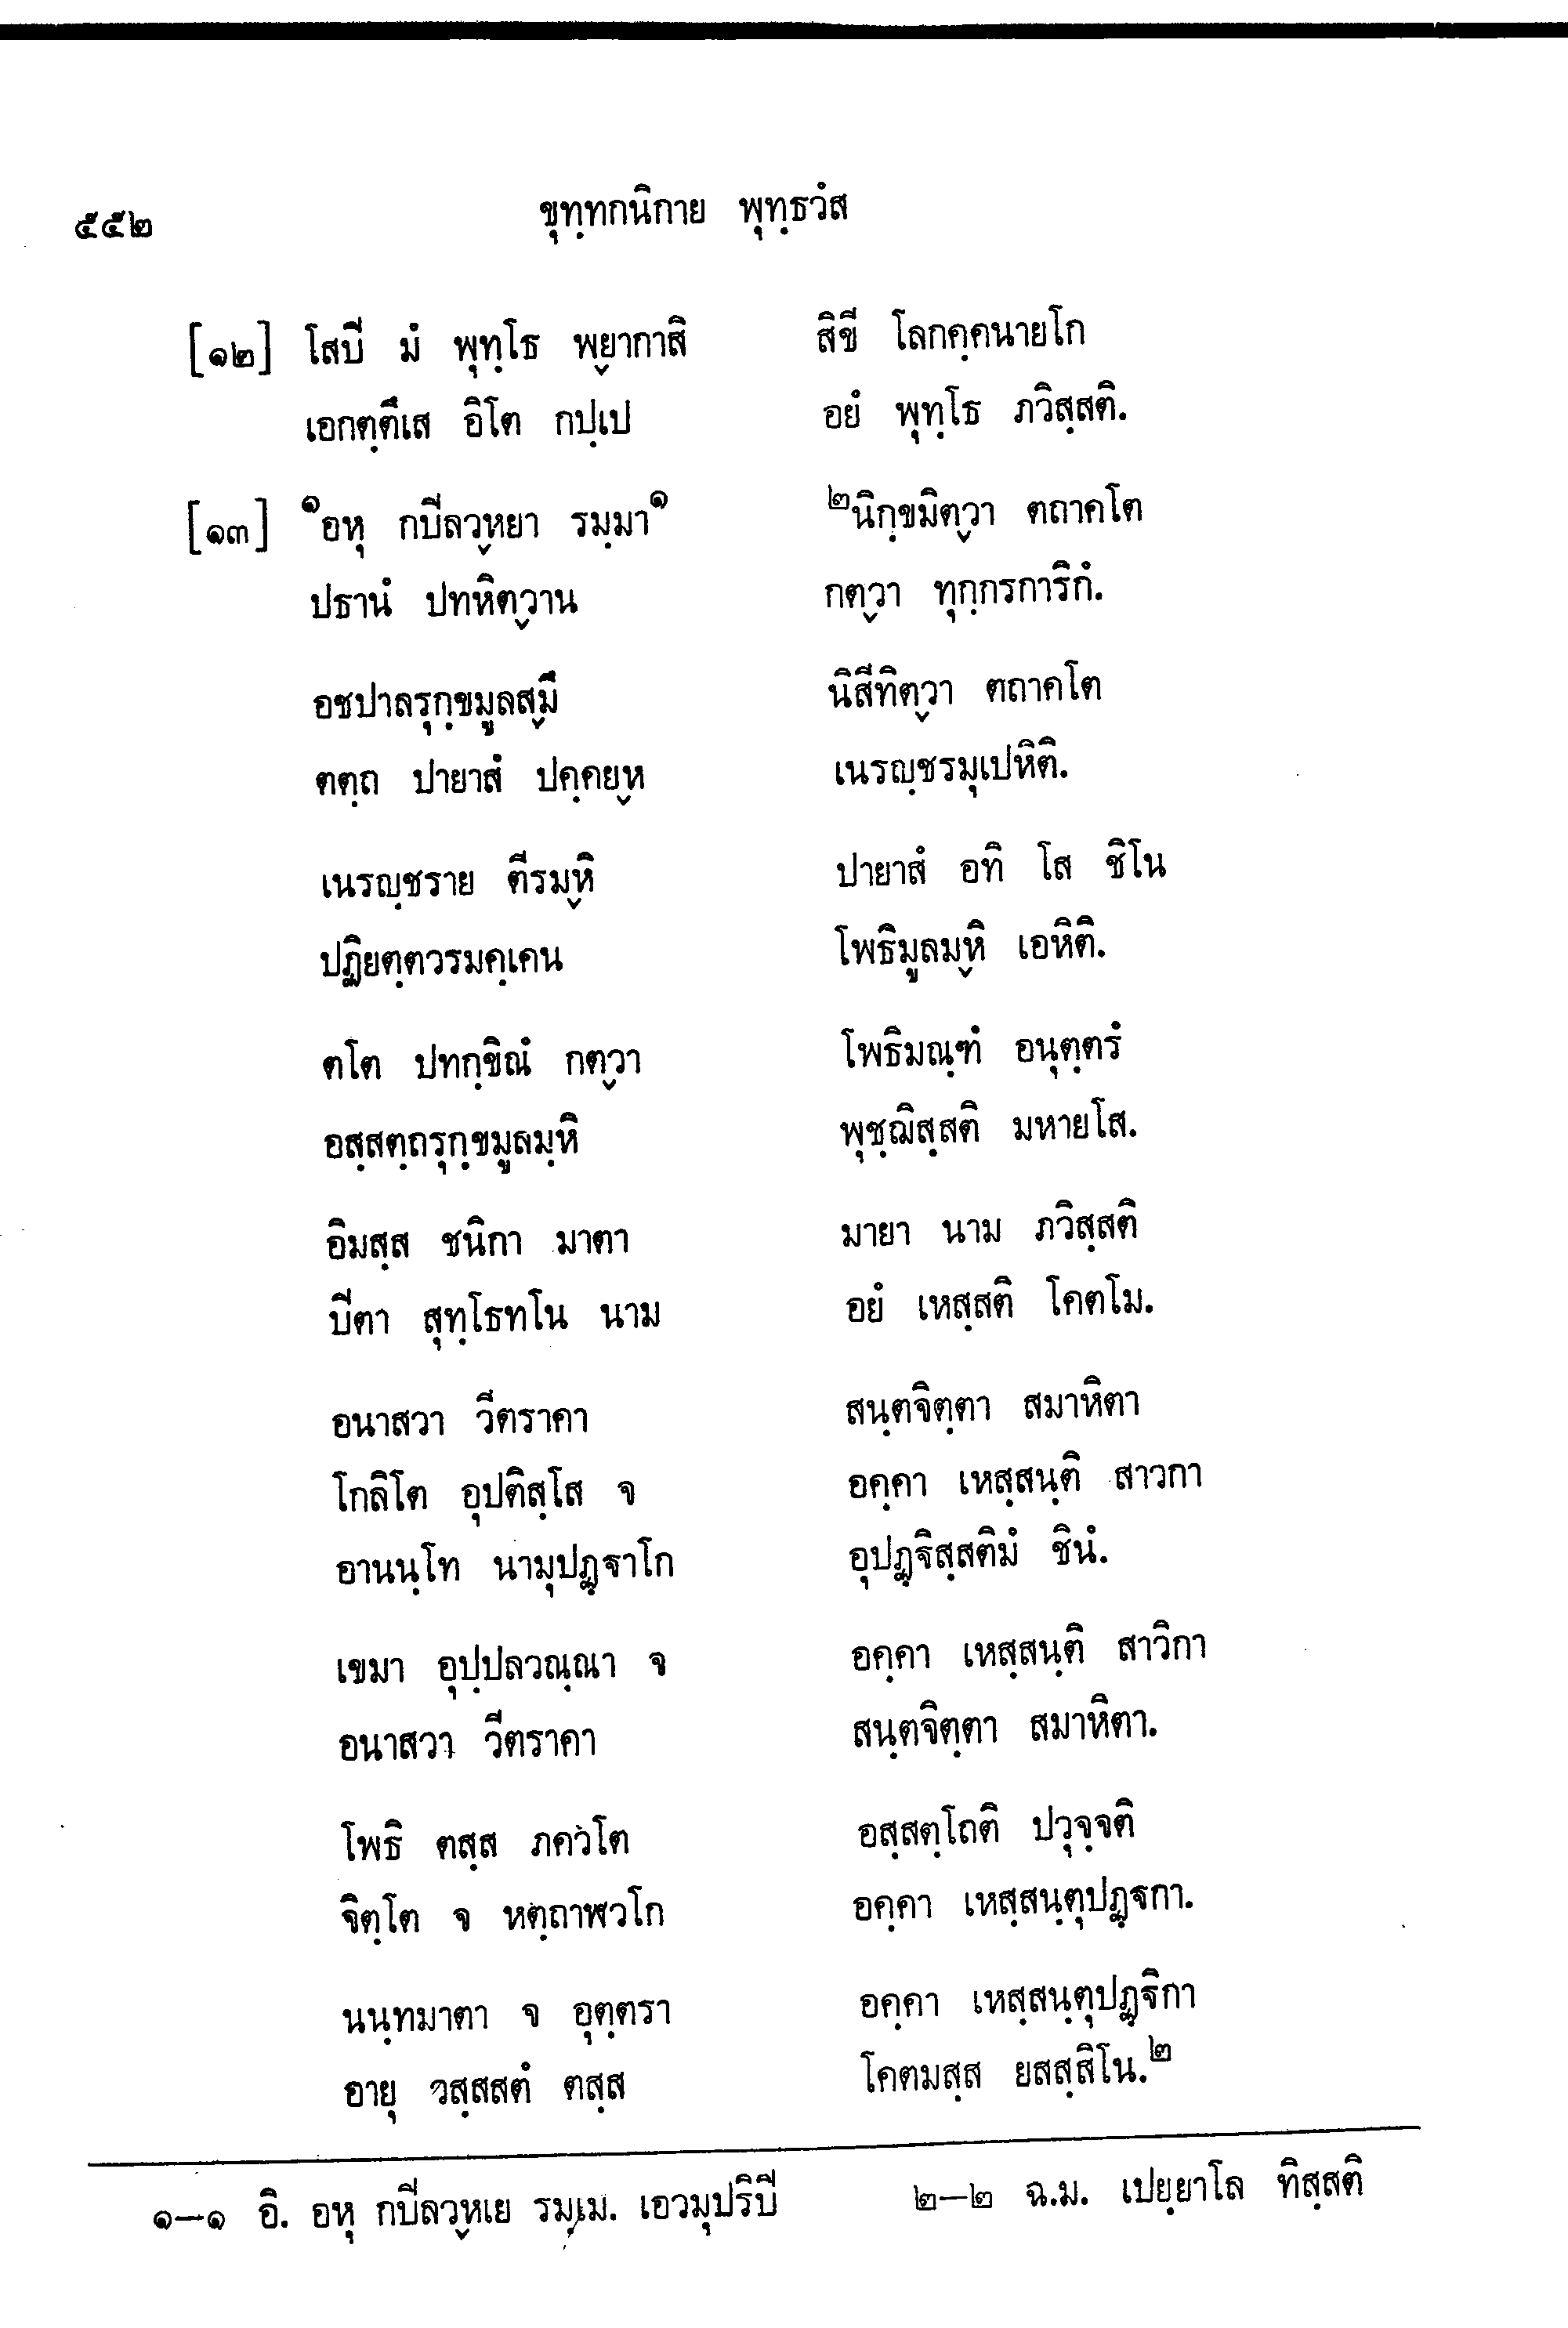 ๕๕๒ ขุทฺทกนิกาย พุทฺธวํส
[๑๒] โสปิ มํ พุทฺโธ พฺยากาสิ สิขี โลกคฺคนายโก
เอกตฺตึเส อิโต กปฺเป อยํ พุทฺโธ ภวิสฺสติ.
[๑๓] ๑อหุ กปิลวฺหยา รมฺมา๑ ๒นิกฺขมิตฺวา ตถาคโต
ปธานํ ปทหิตฺวาน กตฺวา ทุกฺกรการิกํ.
อชปาลรุกฺขมูลสฺมึ นิสีทิตฺวา ตถาคโต
ตตฺถ ปายาสํ ปคฺคยฺห เนรญฺชรมุเปหิติ.
เนรญฺชราย ตีรมฺหิ ปายาสํ อทิ โส ชิโน
ปฏิยตฺตวรมคฺเคน โพธิมูลมฺหิ เอหิติ.
ตโต ปทกฺขิณํ กตฺวา โพธิมณฺฑํ อนุตฺตรํ
อสฺสตฺถรุกฺขมูลมฺหิ พุชฺฌิสฺสติ มหายโส.
อิมสฺส ชนิกา มาตา มายา นาม ภวิสฺสติ
ปิตา สุทฺโธทโน นาม อยํ เหสฺสติ โคตโม.
อนาสวา วีตราคา สนฺตจิตฺตา สมาหิตา
โกลิโต อุปติสฺโส จ อคฺคา เหสฺสนฺติ สาวกา
อานนฺโท นามุปฏฺฐาโก อุปฏฺฐิสฺสติมํ ชินํ.
เขมา อุปฺปลวณฺณา จ อคฺคา เหสฺสนฺติ สาวิกา
อนาสวา วีตราคา สนฺตจิตฺตา สมาหิตา.
โพธิ ตสฺส ภควโต อสฺสตฺโถติ ปวุจฺจติ
จิตฺโต จ หตฺถาฬวโก อคฺคา เหสฺสนฺตุปฏฺฐกา.
นนฺทมาตา จ อุตฺตรา อคฺคา เหสฺสนฺตุปฏฺฐิกา
อายุ วสฺสสตํ ตสฺส โคตมสฺส ยสสฺสิโน.๒
๑–๑ อิ. อหุ กปิลวฺหเย รมฺเม. เอวมุปริปิ ๒–๒ ฉ.ม. เปยฺยาโล ทิสฺสติ